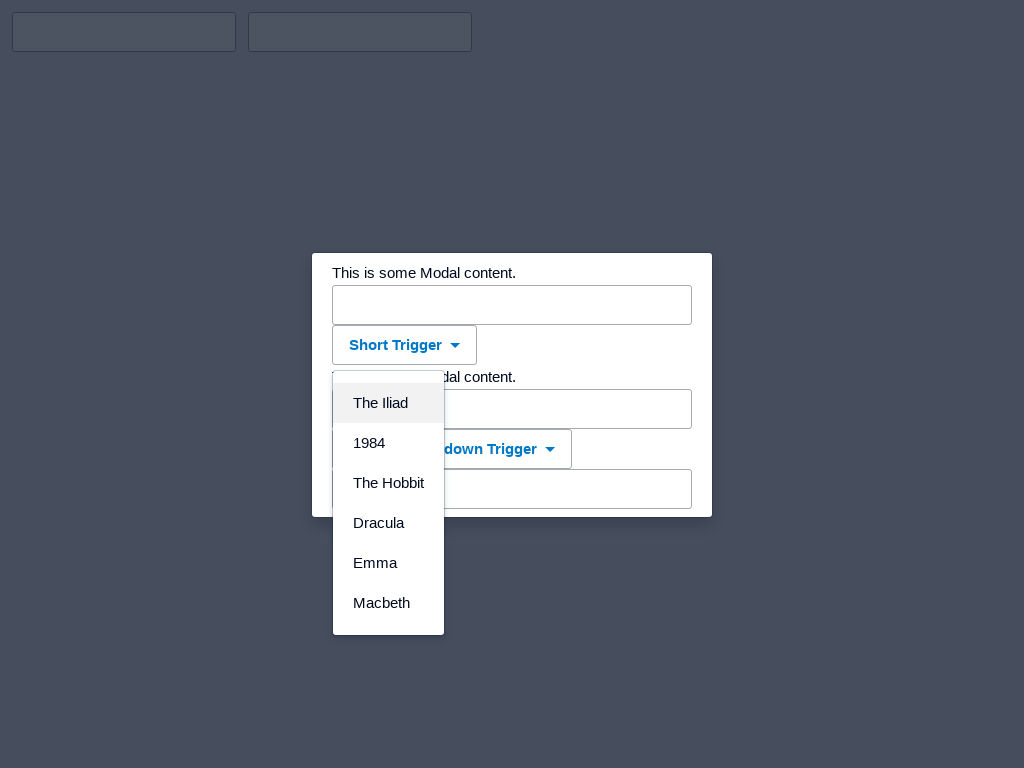 This is some Modal content.
Short Trigger
dal content.
The Iliad
1984
down Trigger
The Hobbit
Dracula
Emma
Macbeth